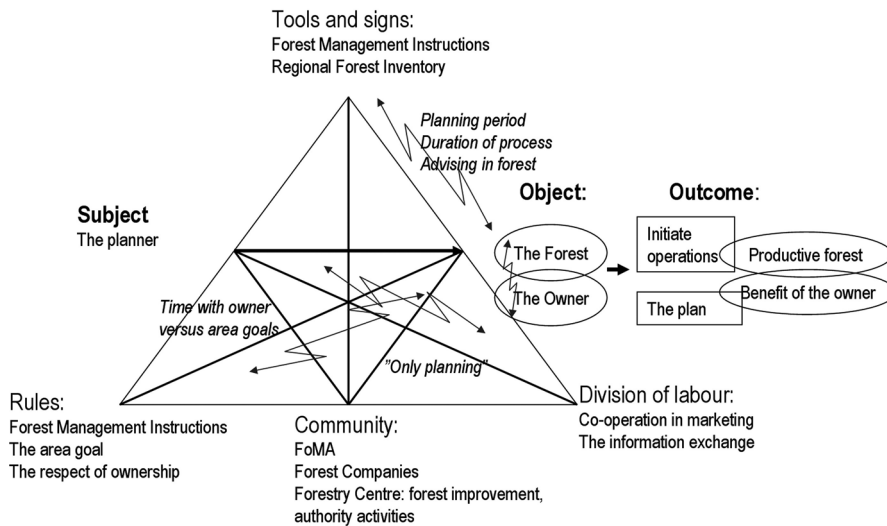 Tools and signs:
Forest Management Instructions
Regional Forest Inventory
Planning period
Duration of process
Advising in forest
Subject
The planner
Object:
The Forest
The Owner
Outcome:
Initiate
operations
Productive forest
The plan
Benefit of the owner
Time with owner
versus area goals
"Only planning"
Rules:
Forest Management Instructions
The area goal
The respect of ownership
Community:
FoMA
Forest Companies
Forestry Centre: forest improvement,
authority activities
Division of labour:
Co-operation in marketing
The information exchange